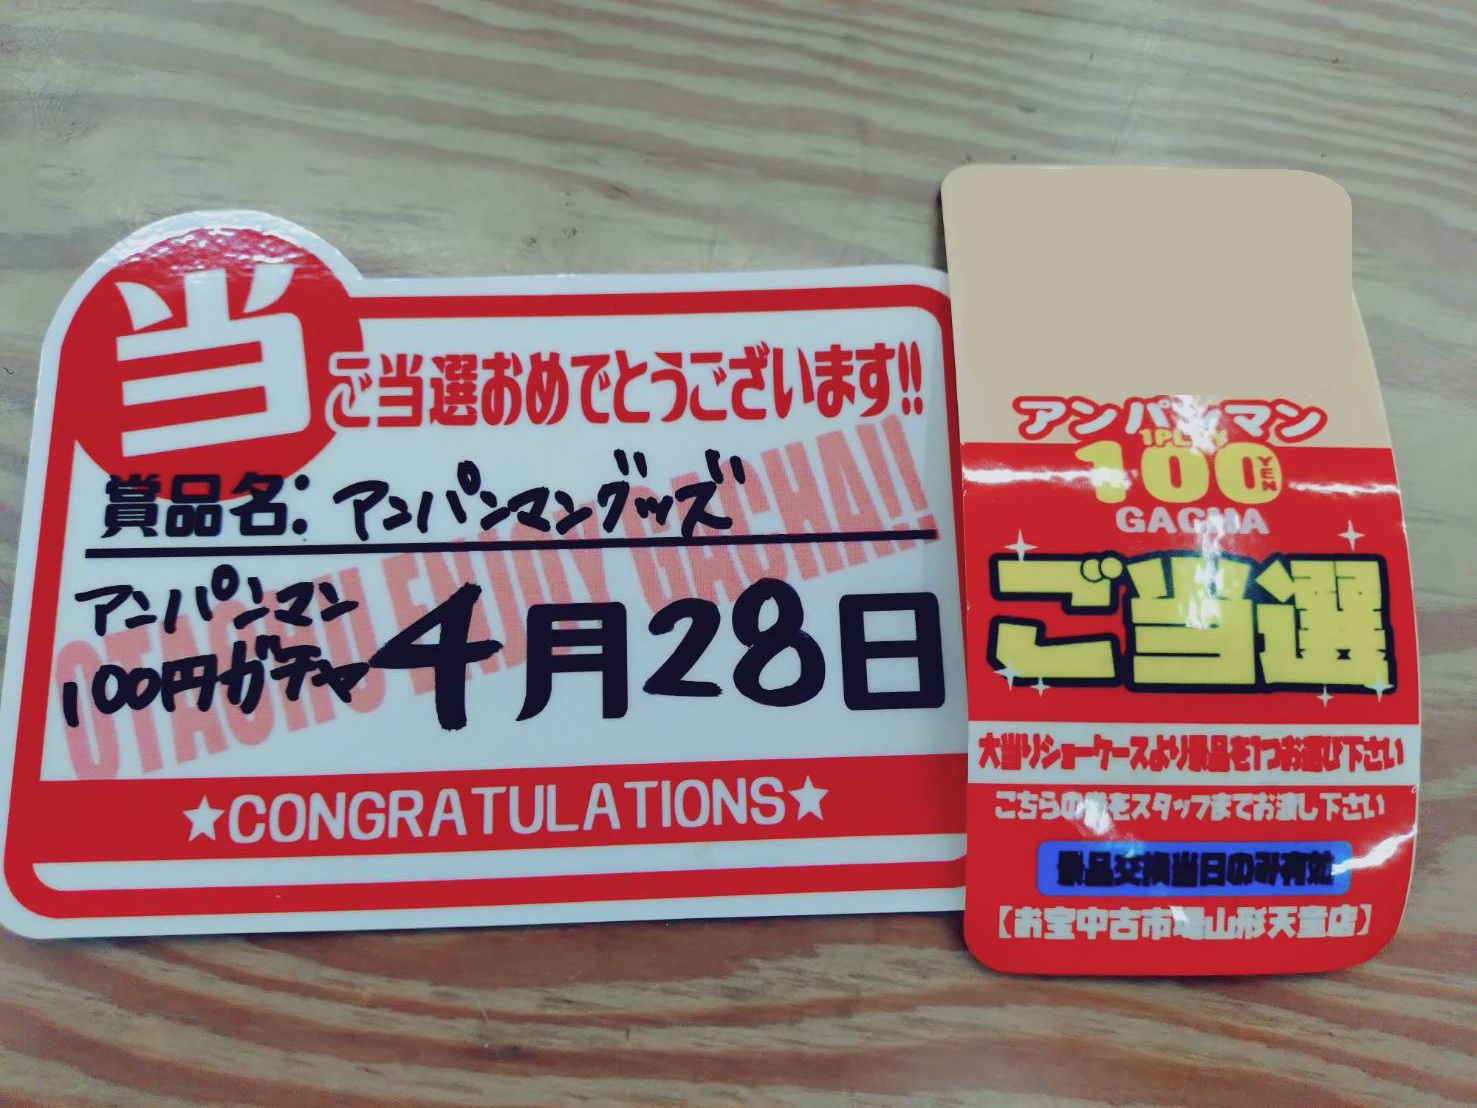 当
ご当選おめでとうございます!!
賞品名: アンパンマングッズ
OTACHU ENJOY GACHA!!
アンパンマン
100円ガチャ
4月28日
★CONGRATULATIONS★
アンパンマン
1PLAY
100YEN
GACHA
ご当選
大当りショーケースより景品を1つお選び下さい
こちらの券をスタッフまでお渡し下さい
景品交換当日のみ有効
【お宝中古市場山形天童店】